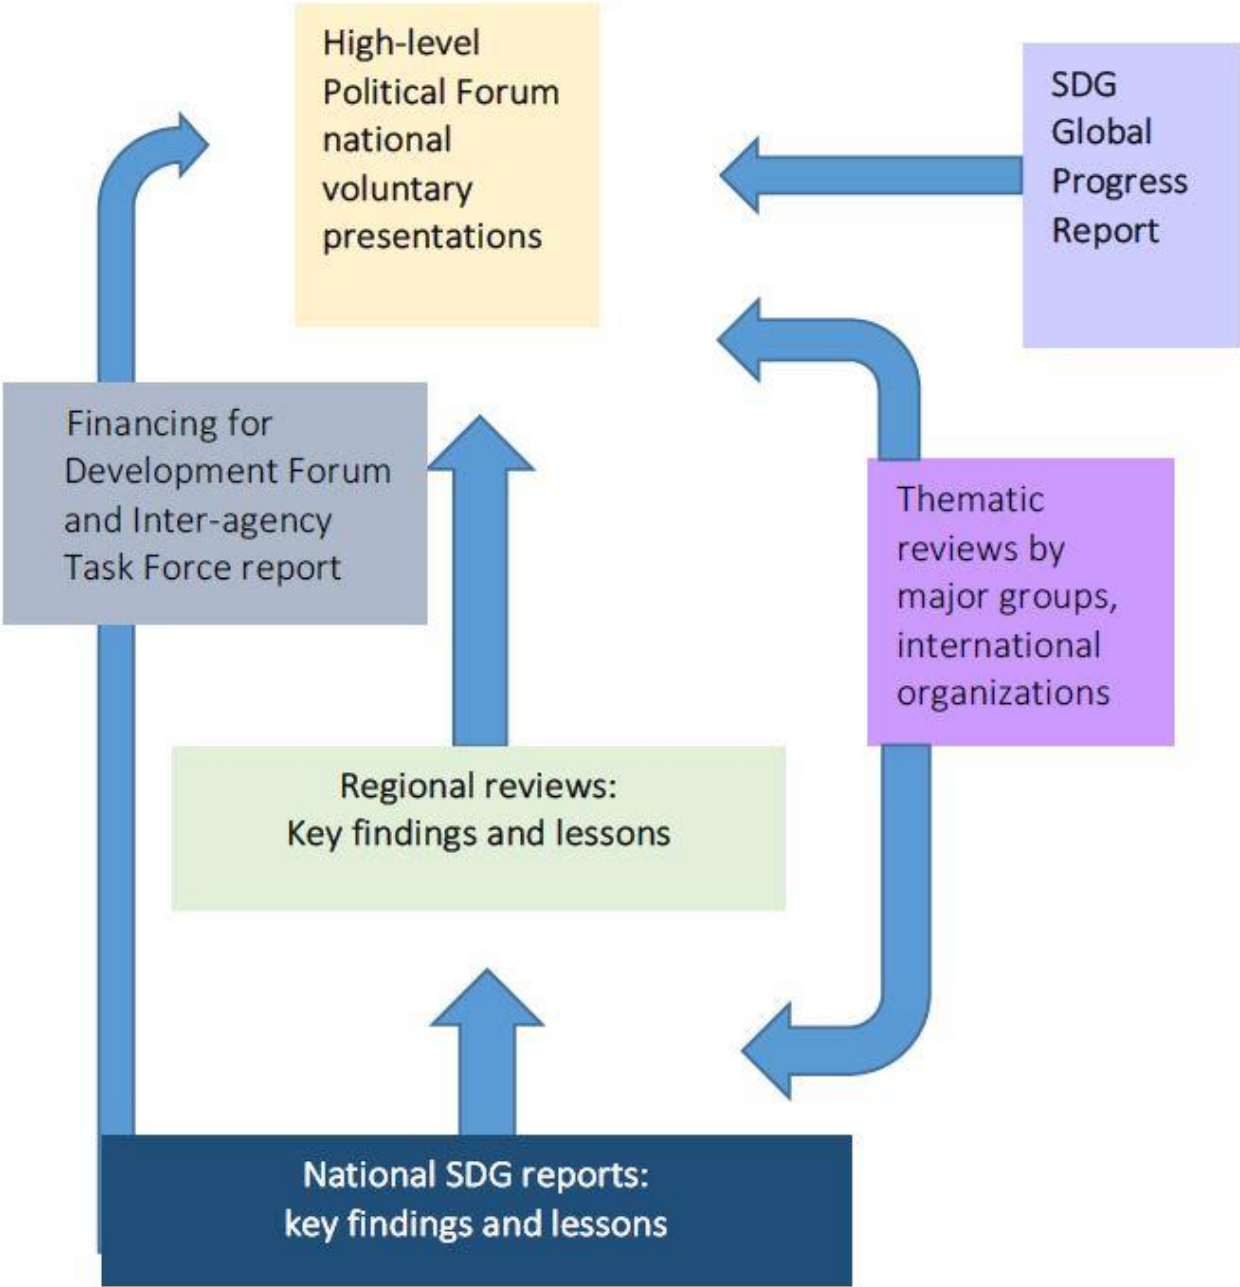 High-level
Political Forum
national
voluntary
presentations
SDG
Global
Progress
Report
Financing for
Development Forum
and Inter-agency
Task Force report
Thematic
reviews by
major groups,
international
organizations
Regional reviews:
Key findings and lessons
National SDG reports:
key findings and lessons